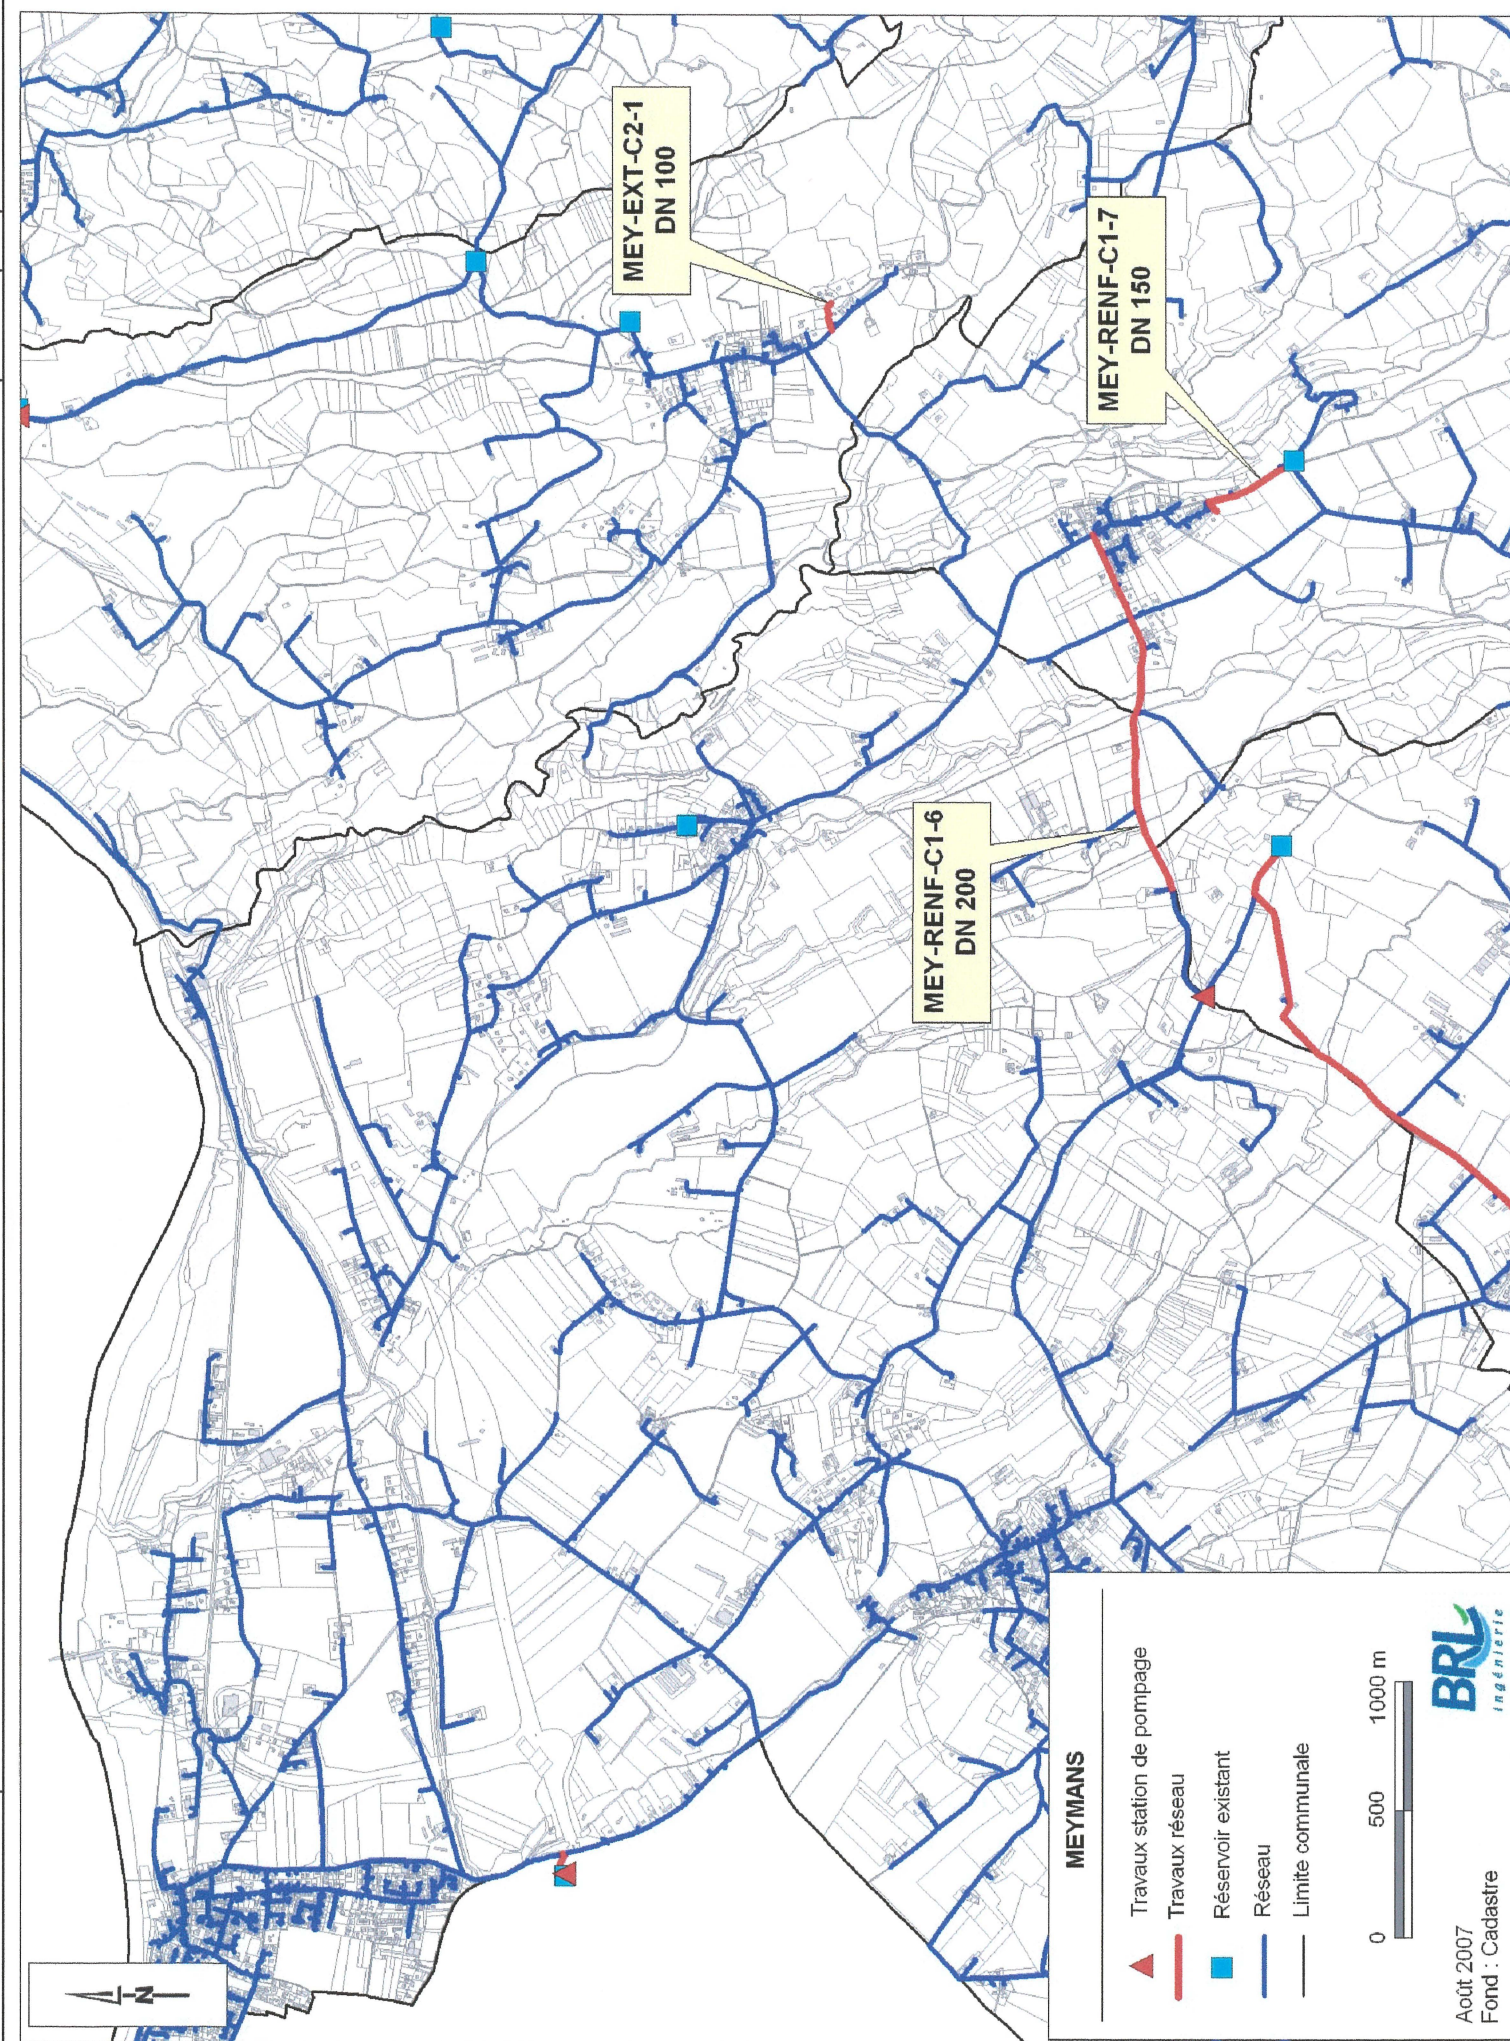 MEY-EXT-C2-1
DN 100
MEY-RENF-C1-7
DN 150
MEY-RENF-C1-6
DN 200
N
MEYMANS
Travaux station de pompage
Travaux réseau
Réservoir existant
Réseau
Limite communale
0 500 1000 m
Août 2007
Fond : Cadastre
BRL
ingénierie